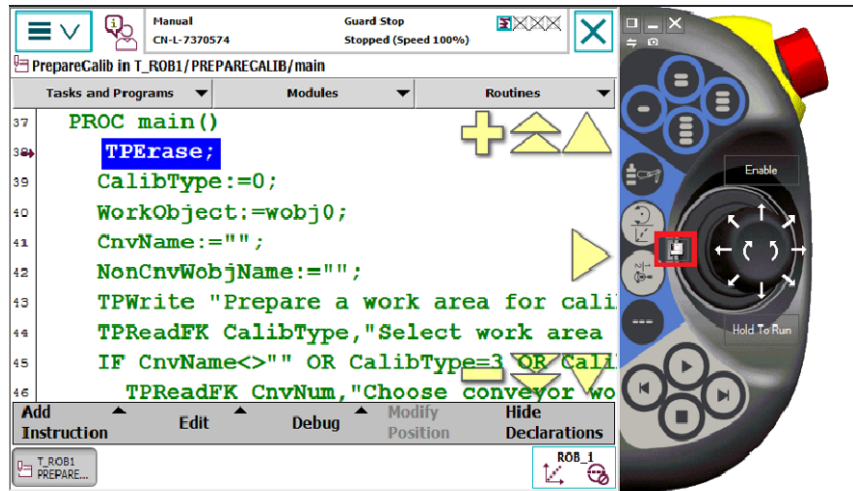 Manual Guard Stop
CN-L-7370574 Stopped (Speed 100%)
PrepareCalib in T_ROB1/PREPARECALIB/main
Tasks and Programs Modules Routines
37 PROC main()
38 TPErase;
39 CalibType:=0;
40 WorkObject:=wobj0;
41 CnvName:="";
42 NonCnvWobjName:="";
43 TPWrite "Prepare a work area for cali
44 TPReadFK CalibType,"Select work area
45 IF CnvName<>"" OR CalibType=3 OR Cali
46 TPReadFK CnvNum,"Choose conveyor wo
Add Instruction Edit Debug Modify Position Hide Declarations
T_ROB1
PREPARE...
ROB_1
Enable
Hold To Run